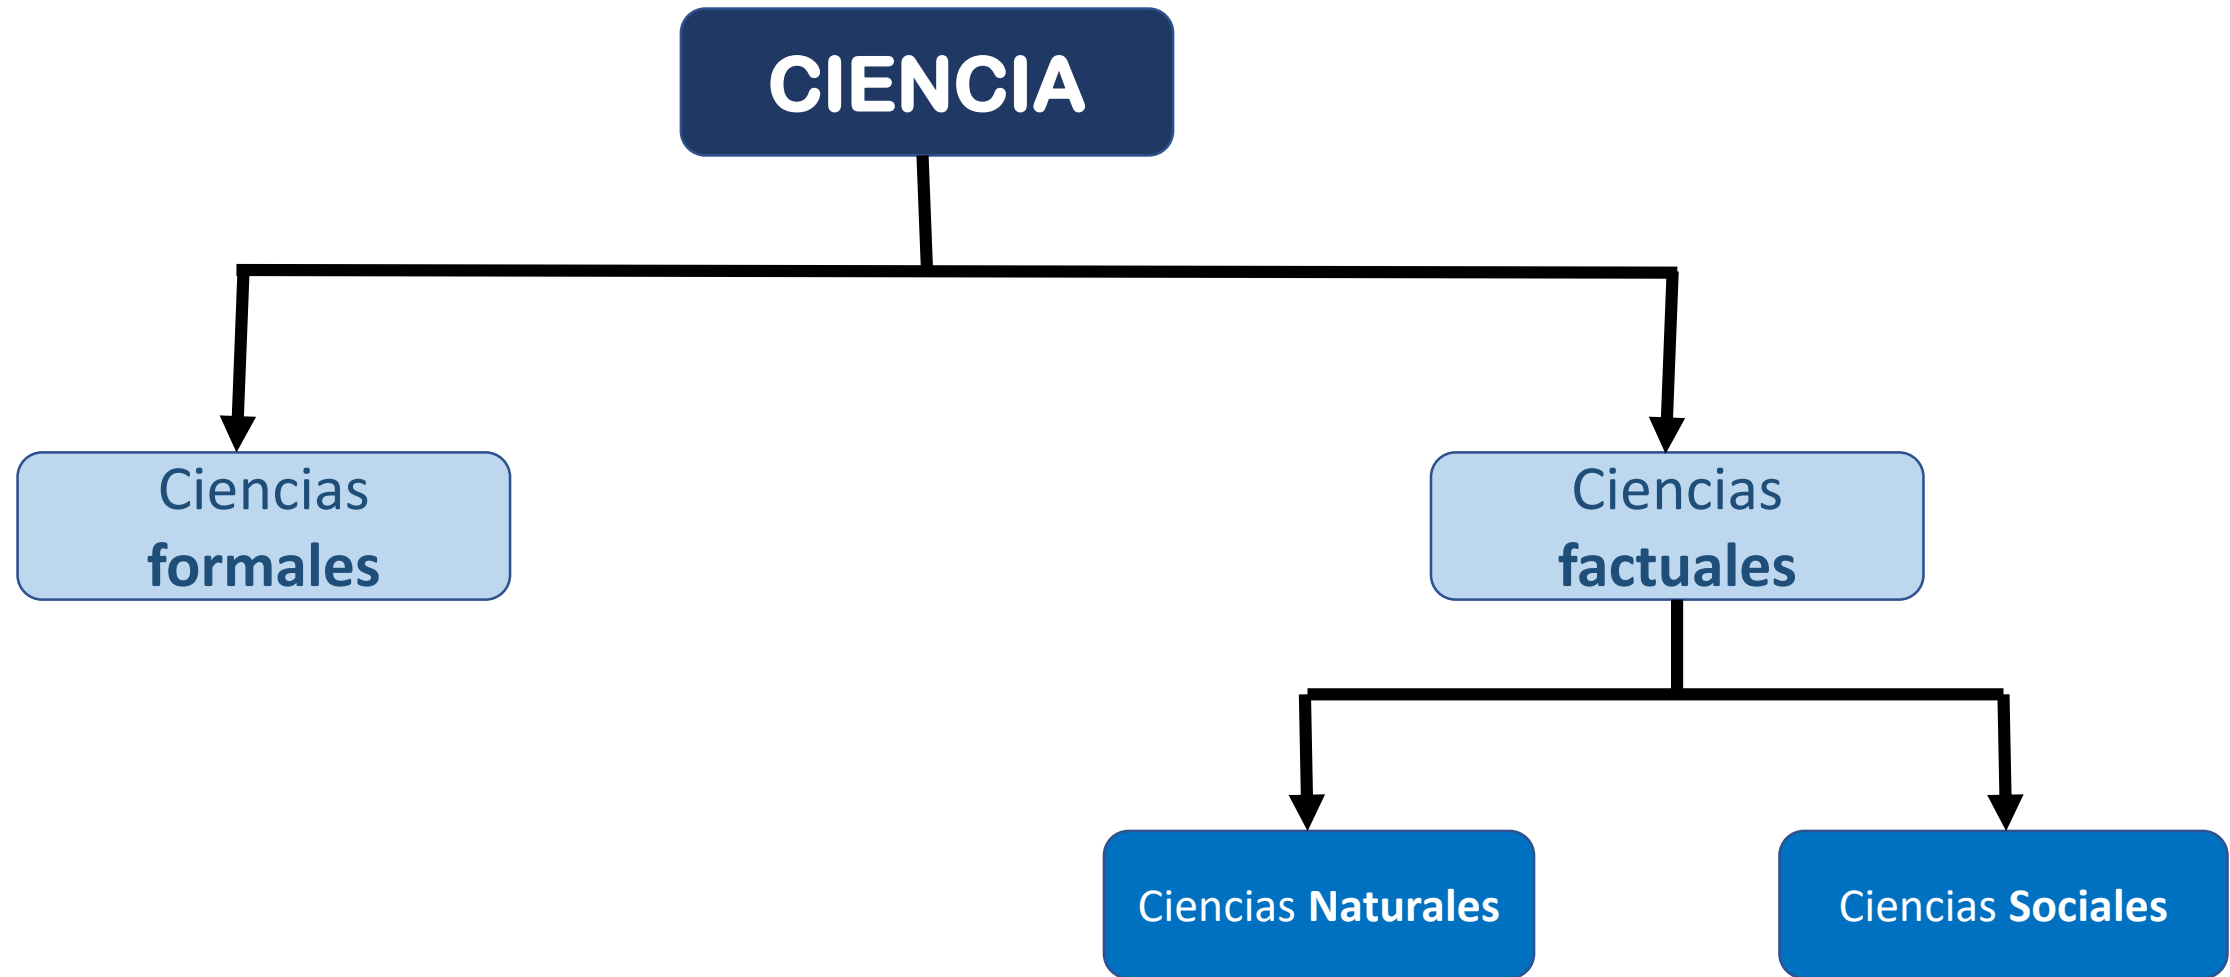 CIENCIA
Ciencias
formales
Ciencias
factuales
Ciencias Naturales
Ciencias Sociales